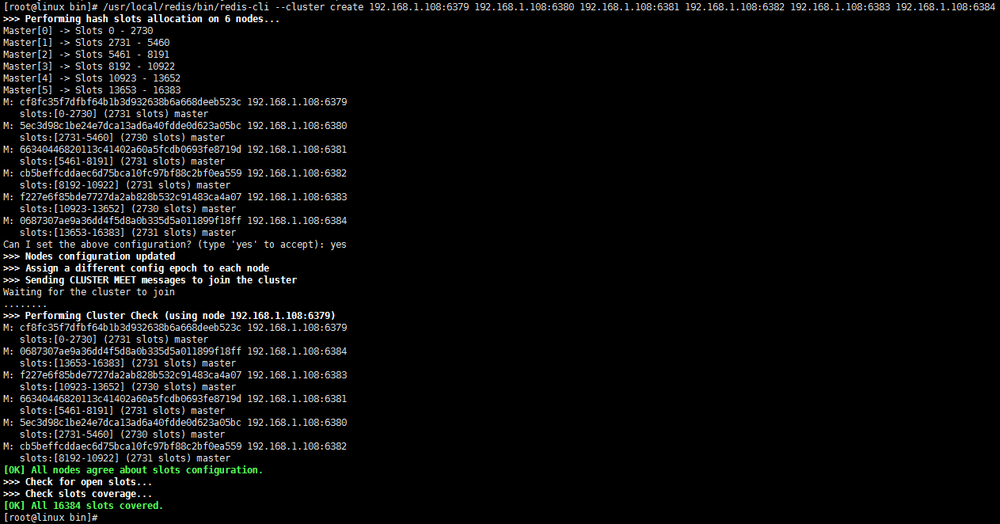 [root@linux bin]# /usr/local/redis/bin/redis-cli --cluster create 192.168.1.108:6379 192.168.1.108:6380 192.168.1.108:6381 192.168.1.108:6382 192.168.1.108:6383 192.168.1.108:6384
>>> Performing hash slots allocation on 6 nodes...
Master[0] -> Slots 0 - 2730
Master[1] -> Slots 2731 - 5460
Master[2] -> Slots 5461 - 8191
Master[3] -> Slots 8192 - 10922
Master[4] -> Slots 10923 - 13652
Master[5] -> Slots 13653 - 16383
M: cf8fc35f7dfbf64b1b3d932638b6a668deeb523c 192.168.1.108:6379
   slots:[0-2730] (2731 slots) master
M: 5ec3d98c1be24e7dca13ad6a40fdde0d623a05bc 192.168.1.108:6380
   slots:[2731-5460] (2730 slots) master
M: 66340446820113c41402a60a5fcdb0693fe8719d 192.168.1.108:6381
   slots:[5461-8191] (2731 slots) master
M: cb5beffcddaec6d75bca10fc97bf88c2bf0ea559 192.168.1.108:6382
   slots:[8192-10922] (2731 slots) master
M: f227e6f85bde7727da2ab828b532c91483ca4a07 192.168.1.108:6383
   slots:[10923-13652] (2730 slots) master
M: 0687307ae9a36dd4f5d8a0b335d5a011899f18ff 192.168.1.108:6384
   slots:[13653-16383] (2731 slots) master
Can I set the above configuration? (type 'yes' to accept): yes
>>> Nodes configuration updated
>>> Assign a different config epoch to each node
>>> Sending CLUSTER MEET messages to join the cluster
Waiting for the cluster to join
........
>>> Performing Cluster Check (using node 192.168.1.108:6379)
M: cf8fc35f7dfbf64b1b3d932638b6a668deeb523c 192.168.1.108:6379
   slots:[0-2730] (2731 slots) master
M: 0687307ae9a36dd4f5d8a0b335d5a011899f18ff 192.168.1.108:6384
   slots:[13653-16383] (2731 slots) master
M: f227e6f85bde7727da2ab828b532c91483ca4a07 192.168.1.108:6383
   slots:[10923-13652] (2730 slots) master
M: 66340446820113c41402a60a5fcdb0693fe8719d 192.168.1.108:6381
   slots:[5461-8191] (2731 slots) master
M: 5ec3d98c1be24e7dca13ad6a40fdde0d623a05bc 192.168.1.108:6380
   slots:[2731-5460] (2730 slots) master
M: cb5beffcddaec6d75bca10fc97bf88c2bf0ea559 192.168.1.108:6382
   slots:[8192-10922] (2731 slots) master
[OK] All nodes agree about slots configuration.
>>> Check for open slots...
>>> Check slots coverage...
[OK] All 16384 slots covered.
[root@linux bin]#